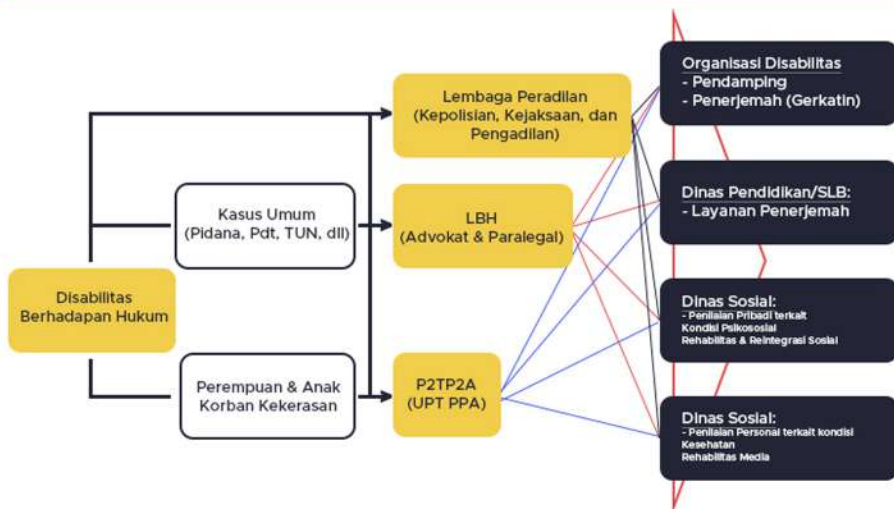 Disabilitas
Berhadapan Hukum
Kasus Umum
(Pidana, Pdt, TUN, dll)
Perempuan & Anak
Korban Kekerasan
Lembaga Peradilan
(Kepolisian, Kejaksaan, dan
Pengadilan)
LBH
(Advokat & Paralegal)
P2TP2A
(UPT PPA)
Organisasi Disabilitas
- Pendamping
- Penerjemah (Gerkatin)
Dinas Pendidikan/SLB:
- Layanan Penerjemah
Dinas Sosial:
- Penilaian Pribadi terkait
Kondisi Psikososial
Rehabilitas & Reintegrasi Sosial
Dinas Sosial:
- Penilaian Personal terkait kondisi
Kesehatan
Rehabilitas Media